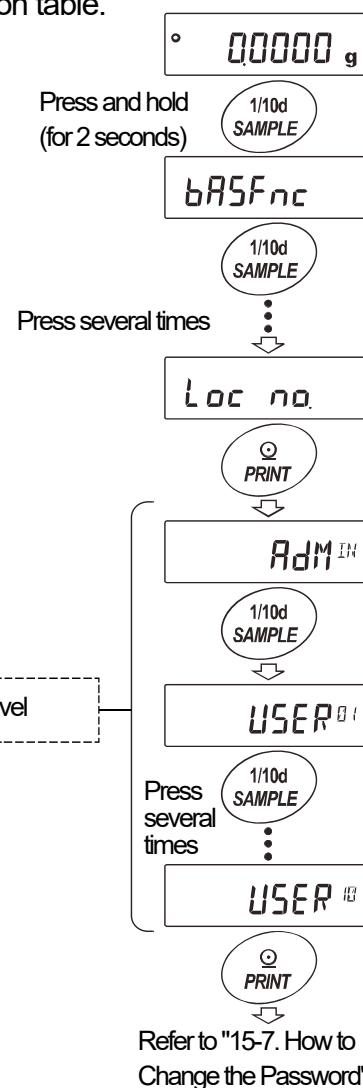 on table.
0.0000 g
Press and hold
(for 2 seconds)
1/10d
SAMPLE
bASFnc
1/10d
SAMPLE
Press several times
Loc no.
PRINT
AdMIN
1/10d
SAMPLE
vel
USER01
Press
several
times
1/10d
SAMPLE
USER10
PRINT
Refer to "15-7. How to
Change the Password"